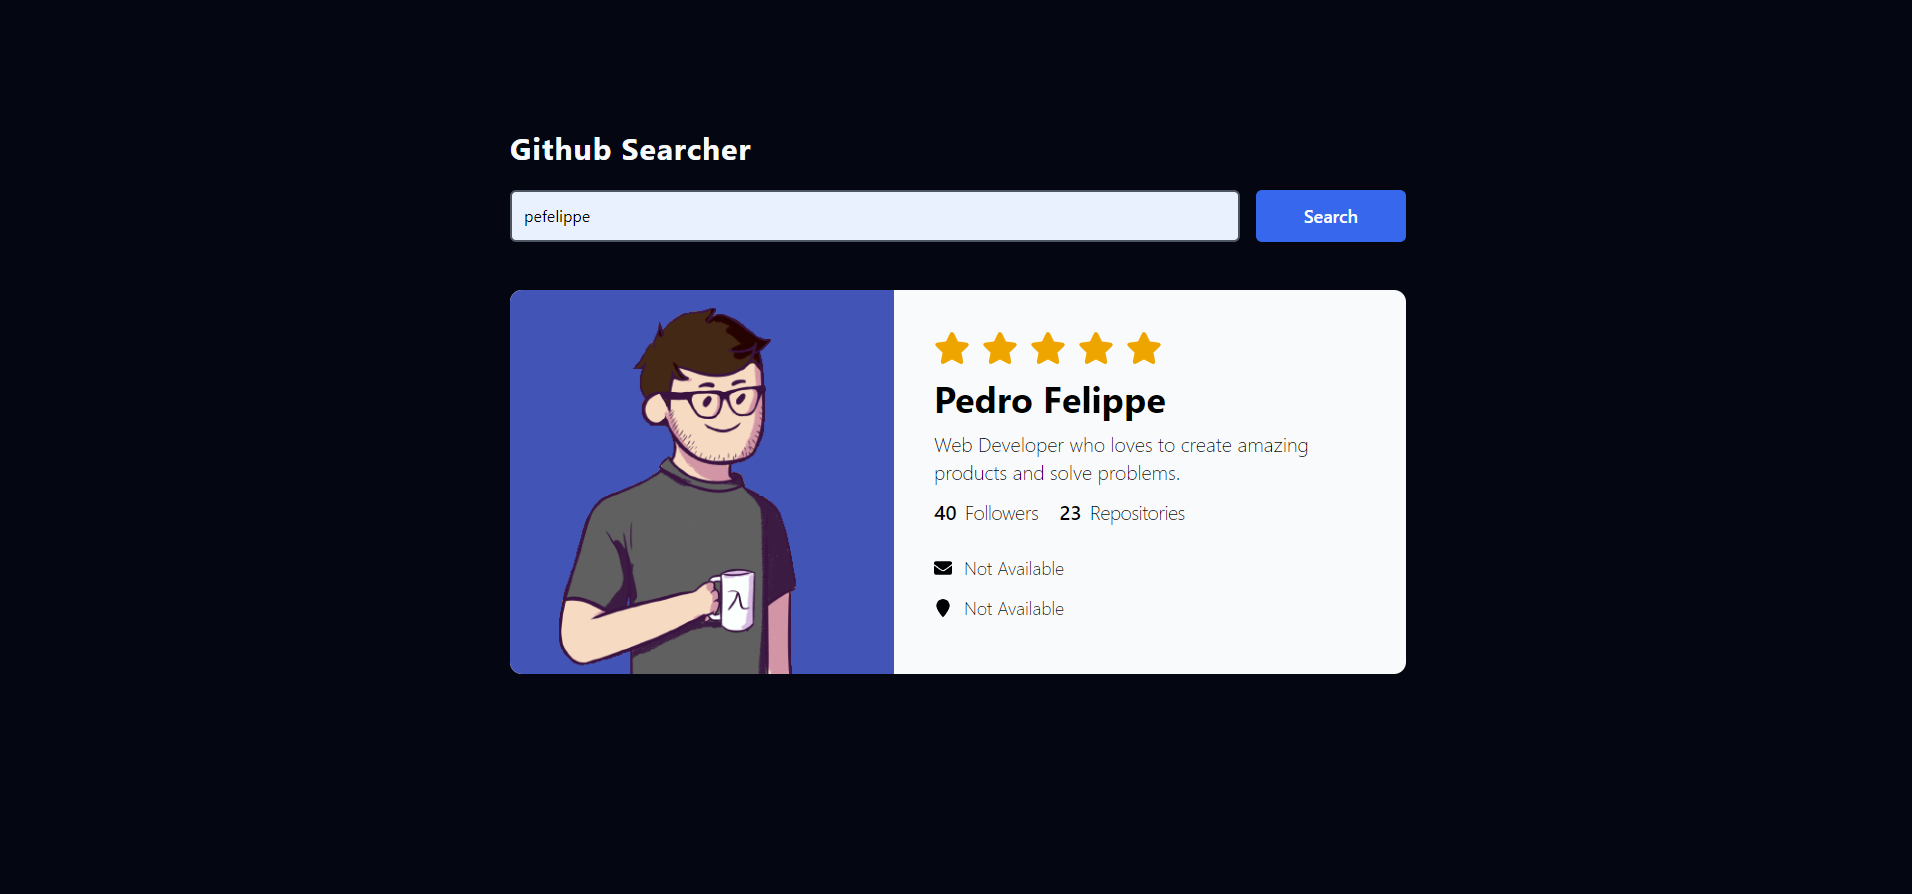 Github Searcher
pefelippe
Search
Pedro Felippe
Web Developer who loves to create amazing
products and solve problems.
40 Followers 23 Repositories
Not Available
Not Available
λ